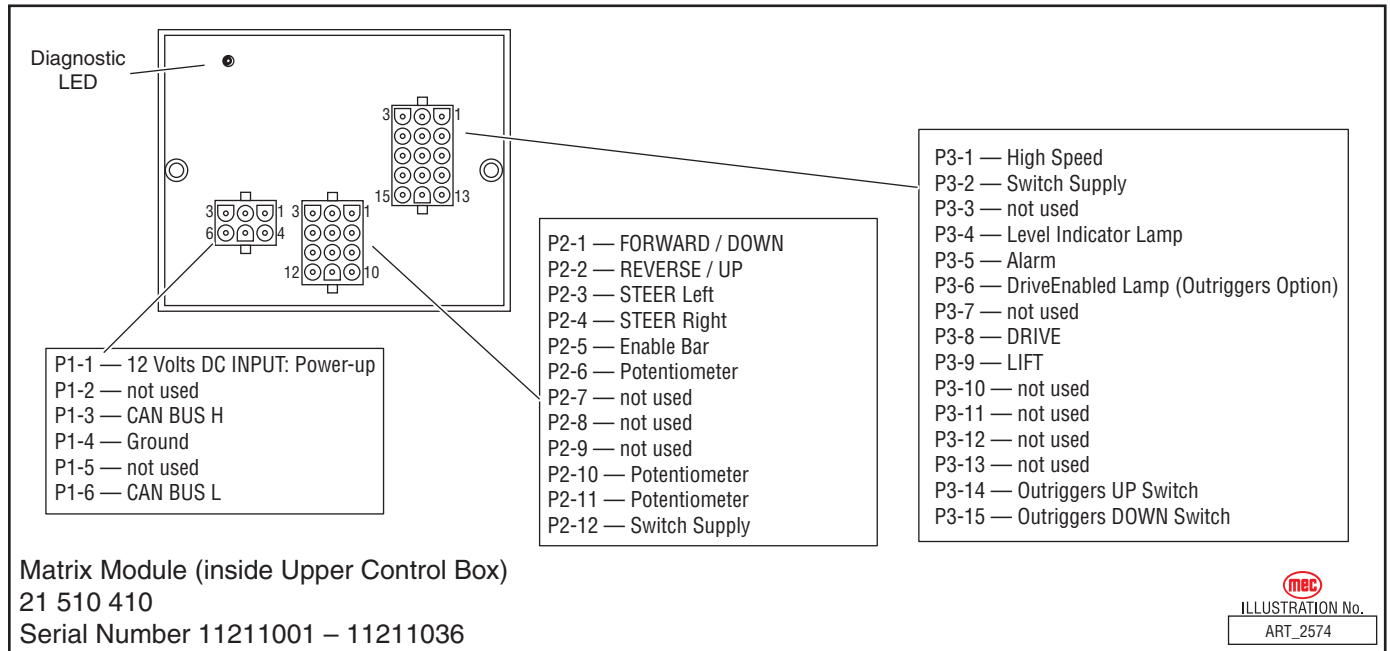 Diagnostic
LED
3 1
15 13
3 1
6 4
3 1
12 10
P1-1 — 12 Volts DC INPUT: Power-up
P1-2 — not used
P1-3 — CAN BUS H
P1-4 — Ground
P1-5 — not used
P1-6 — CAN BUS L
P2-1 — FORWARD / DOWN
P2-2 — REVERSE / UP
P2-3 — STEER Left
P2-4 — STEER Right
P2-5 — Enable Bar
P2-6 — Potentiometer
P2-7 — not used
P2-8 — not used
P2-9 — not used
P2-10 — Potentiometer
P2-11 — Potentiometer
P2-12 — Switch Supply
P3-1 — High Speed
P3-2 — Switch Supply
P3-3 — not used
P3-4 — Level Indicator Lamp
P3-5 — Alarm
P3-6 — DriveEnabled Lamp (Outriggers Option)
P3-7 — not used
P3-8 — DRIVE
P3-9 — LIFT
P3-10 — not used
P3-11 — not used
P3-12 — not used
P3-13 — not used
P3-14 — Outriggers UP Switch
P3-15 — Outriggers DOWN Switch
Matrix Module (inside Upper Control Box)
21 510 410
Serial Number 11211001 – 11211036
mec
ILLUSTRATION No.
ART_2574